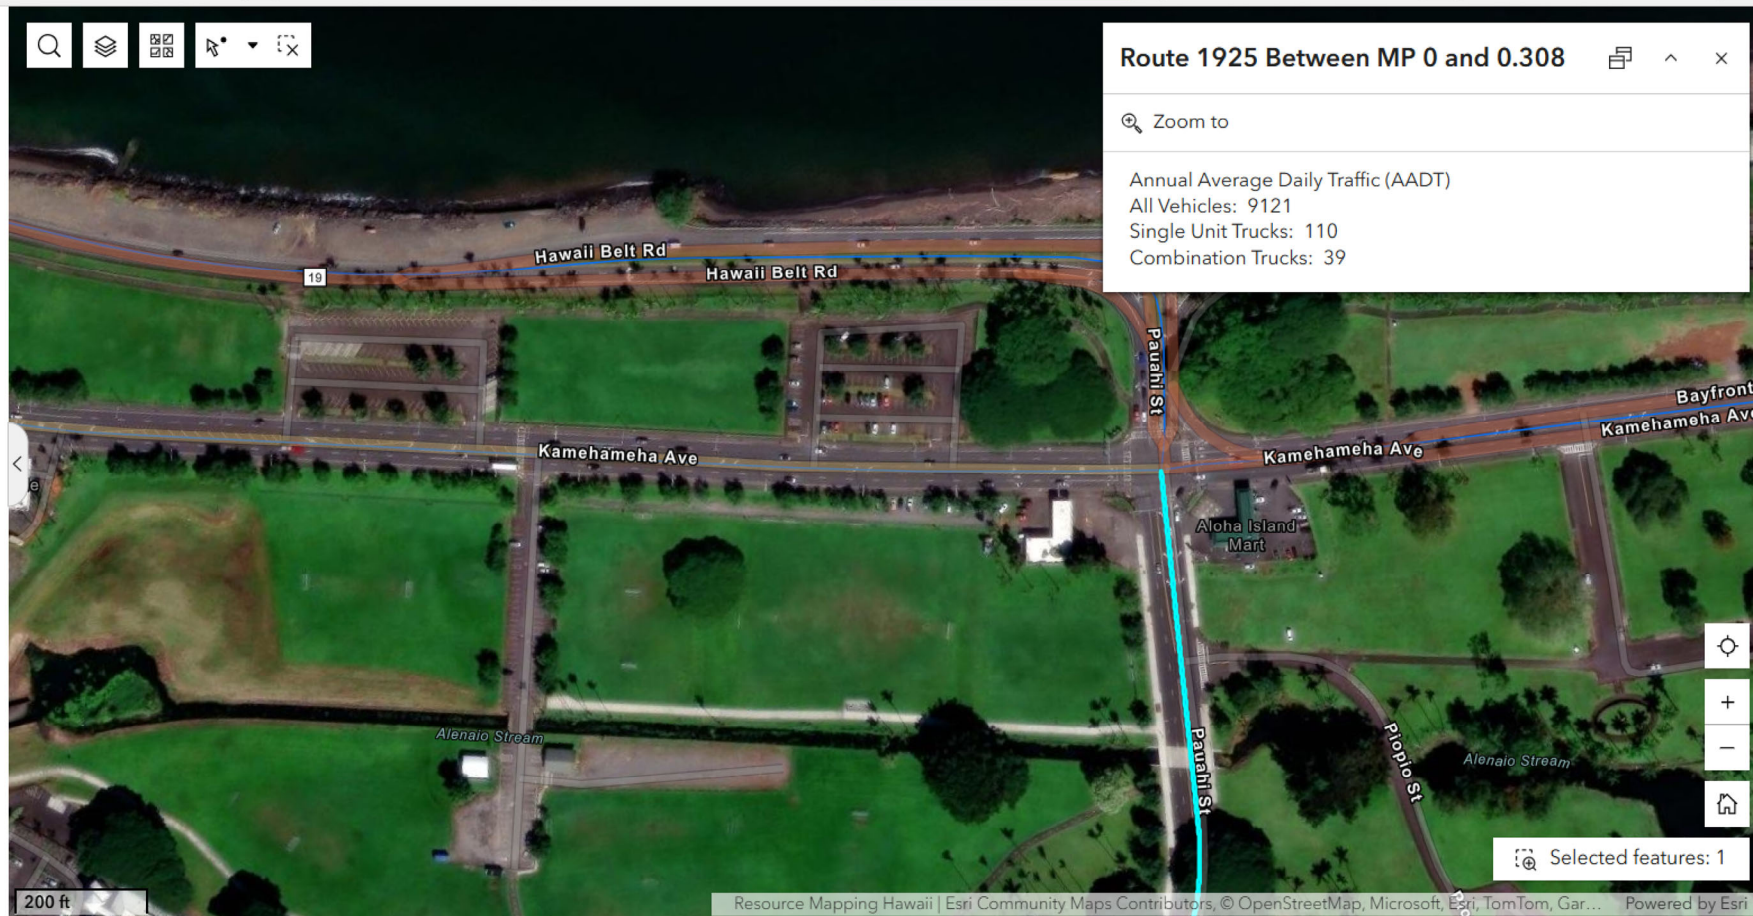 Route 1925 Between MP 0 and 0.308
Zoom to
Annual Average Daily Traffic (AADT)
All Vehicles: 9121
Single Unit Trucks: 110
Combination Trucks: 39
Hawaii Belt Rd
Hawaii Belt Rd
19
Pauahi St
Bayfront
Kamehameha Av
Kamehameha Ave
Kamehameha Ave
e
Aloha Island
Mart
Alenaio Stream
Pauahi St
Piopio St
Alenaio Stream
Selected features: 1
200 ft
Resource Mapping Hawaii | Esri Community Maps Contributors, © OpenStreetMap, Microsoft, Esri, TomTom, Gar... Powered by Esri